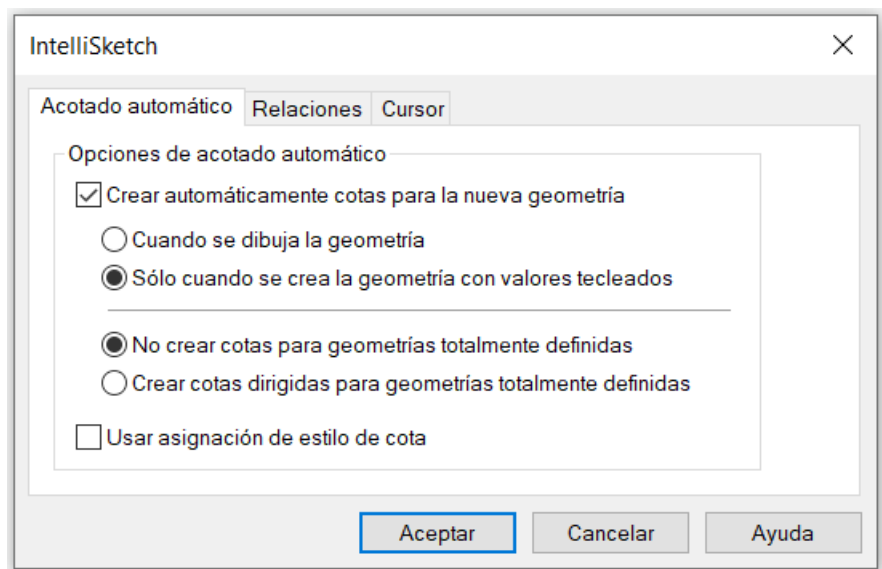 IntelliSketch
Acotado automático Relaciones Cursor
Opciones de acotado automático
Crear automáticamente cotas para la nueva geometría
Cuando se dibuja la geometría
Sólo cuando se crea la geometría con valores tecleados
No crear cotas para geometrías totalmente definidas
Crear cotas dirigidas para geometrías totalmente definidas
Usar asignación de estilo de cota
Aceptar Cancelar Ayuda